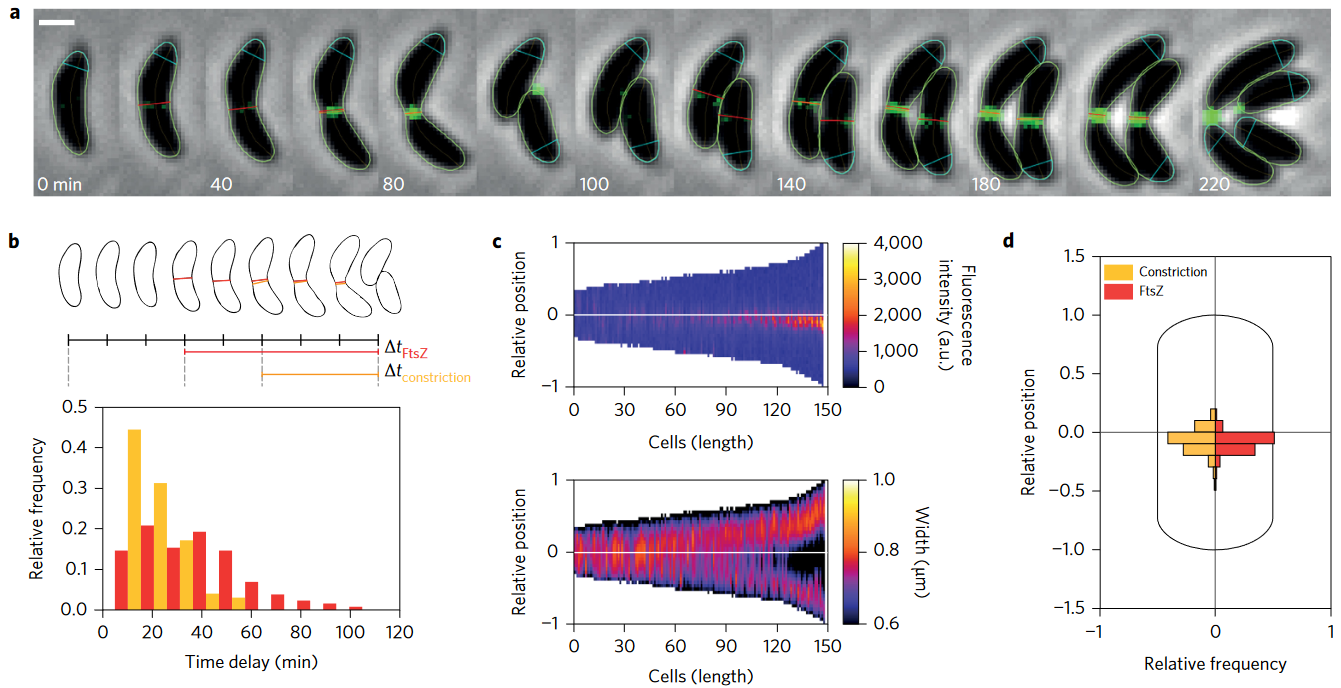 a
0 min
40
80
100
140
180
220
b
ΔtFtsZ
Δtconstriction
0.5
0.4
0.3
0.2
0.1
0.0
Relative frequency
0
20
40
60
80
100
120
Time delay (min)
c
1
0
−1
Relative position
0
30
60
90
120
150
Cells (length)
4,000
3,000
2,000
1,000
0
Fluorescence
intensity (a.u.)
1
0
−1
Relative position
0
30
60
90
120
150
Cells (length)
1.0
0.8
0.6
Width (μm)
d
1.5
1.0
0.5
0.0
−0.5
−1.0
−1.5
Relative position
Constriction
FtsZ
−1
0
1
Relative frequency